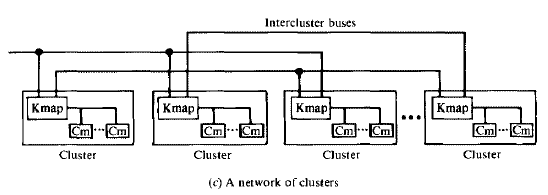 Intercluster buses
Kmap Kmap Kmap Kmap
Cm ... Cm Cm ... Cm Cm ... Cm ... Cm ... Cm
Cluster Cluster Cluster Cluster
(c) A network of clusters